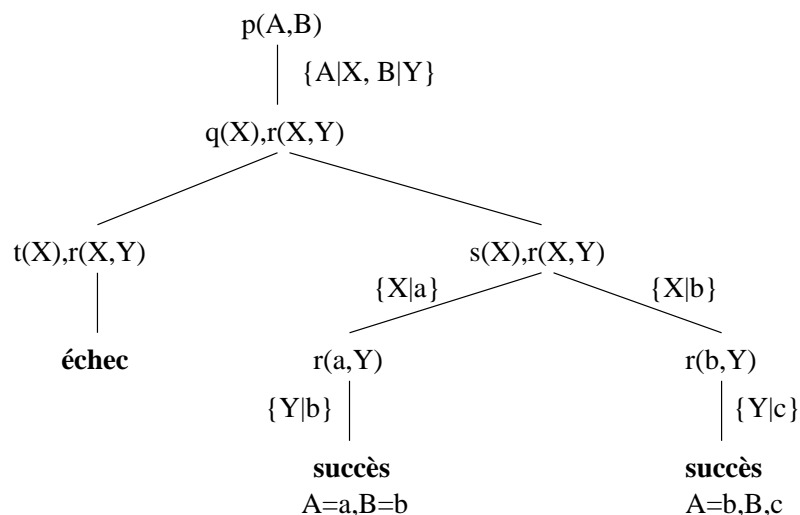 p(A,B)
{A|X, B|Y}
q(X),r(X,Y)
t(X),r(X,Y)
s(X),r(X,Y)
{X|a}
{X|b}
échec
r(a,Y)
r(b,Y)
{Y|b}
{Y|c}
succès
succès
A=a,B=b
A=b,B,c